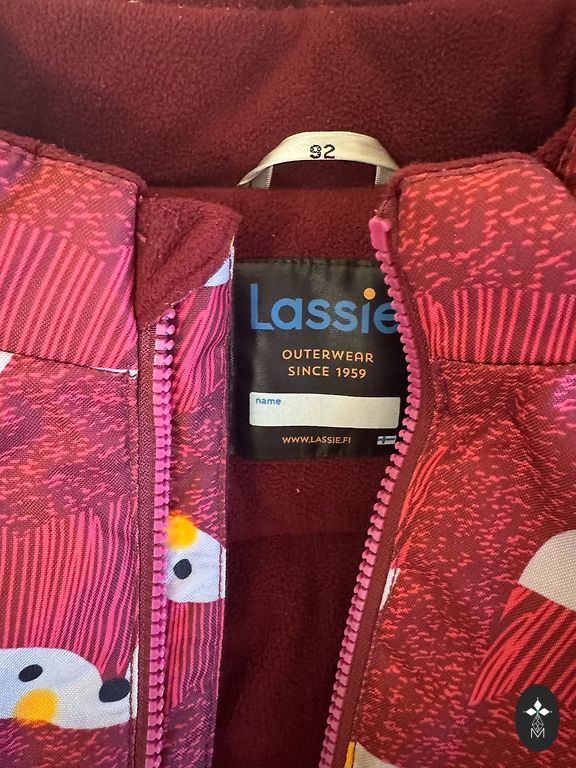 92
Lassie
OUTERWEAR
SINCE 1959
name
WWW.LASSIE.FI
M